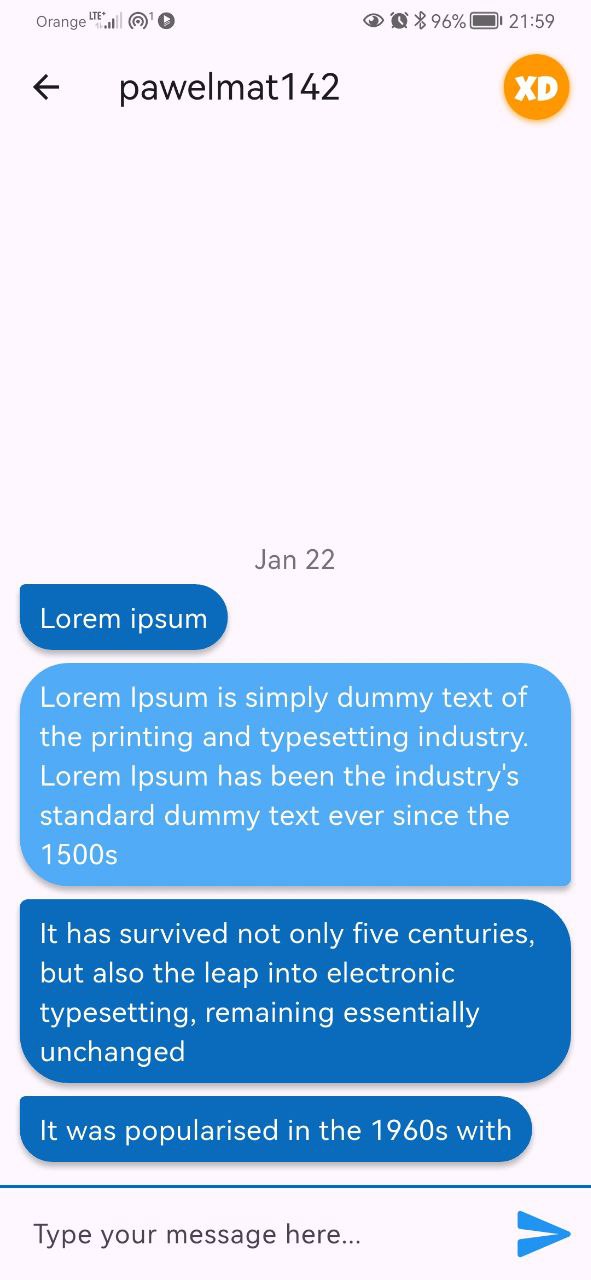 Orange LTE+ 1 96% 21:59
pawelmat142 XD
Jan 22
Lorem ipsum
Lorem Ipsum is simply dummy text of
the printing and typesetting industry.
Lorem Ipsum has been the industry's
standard dummy text ever since the
1500s
It has survived not only five centuries,
but also the leap into electronic
typesetting, remaining essentially
unchanged
It was popularised in the 1960s with
Type your message here...